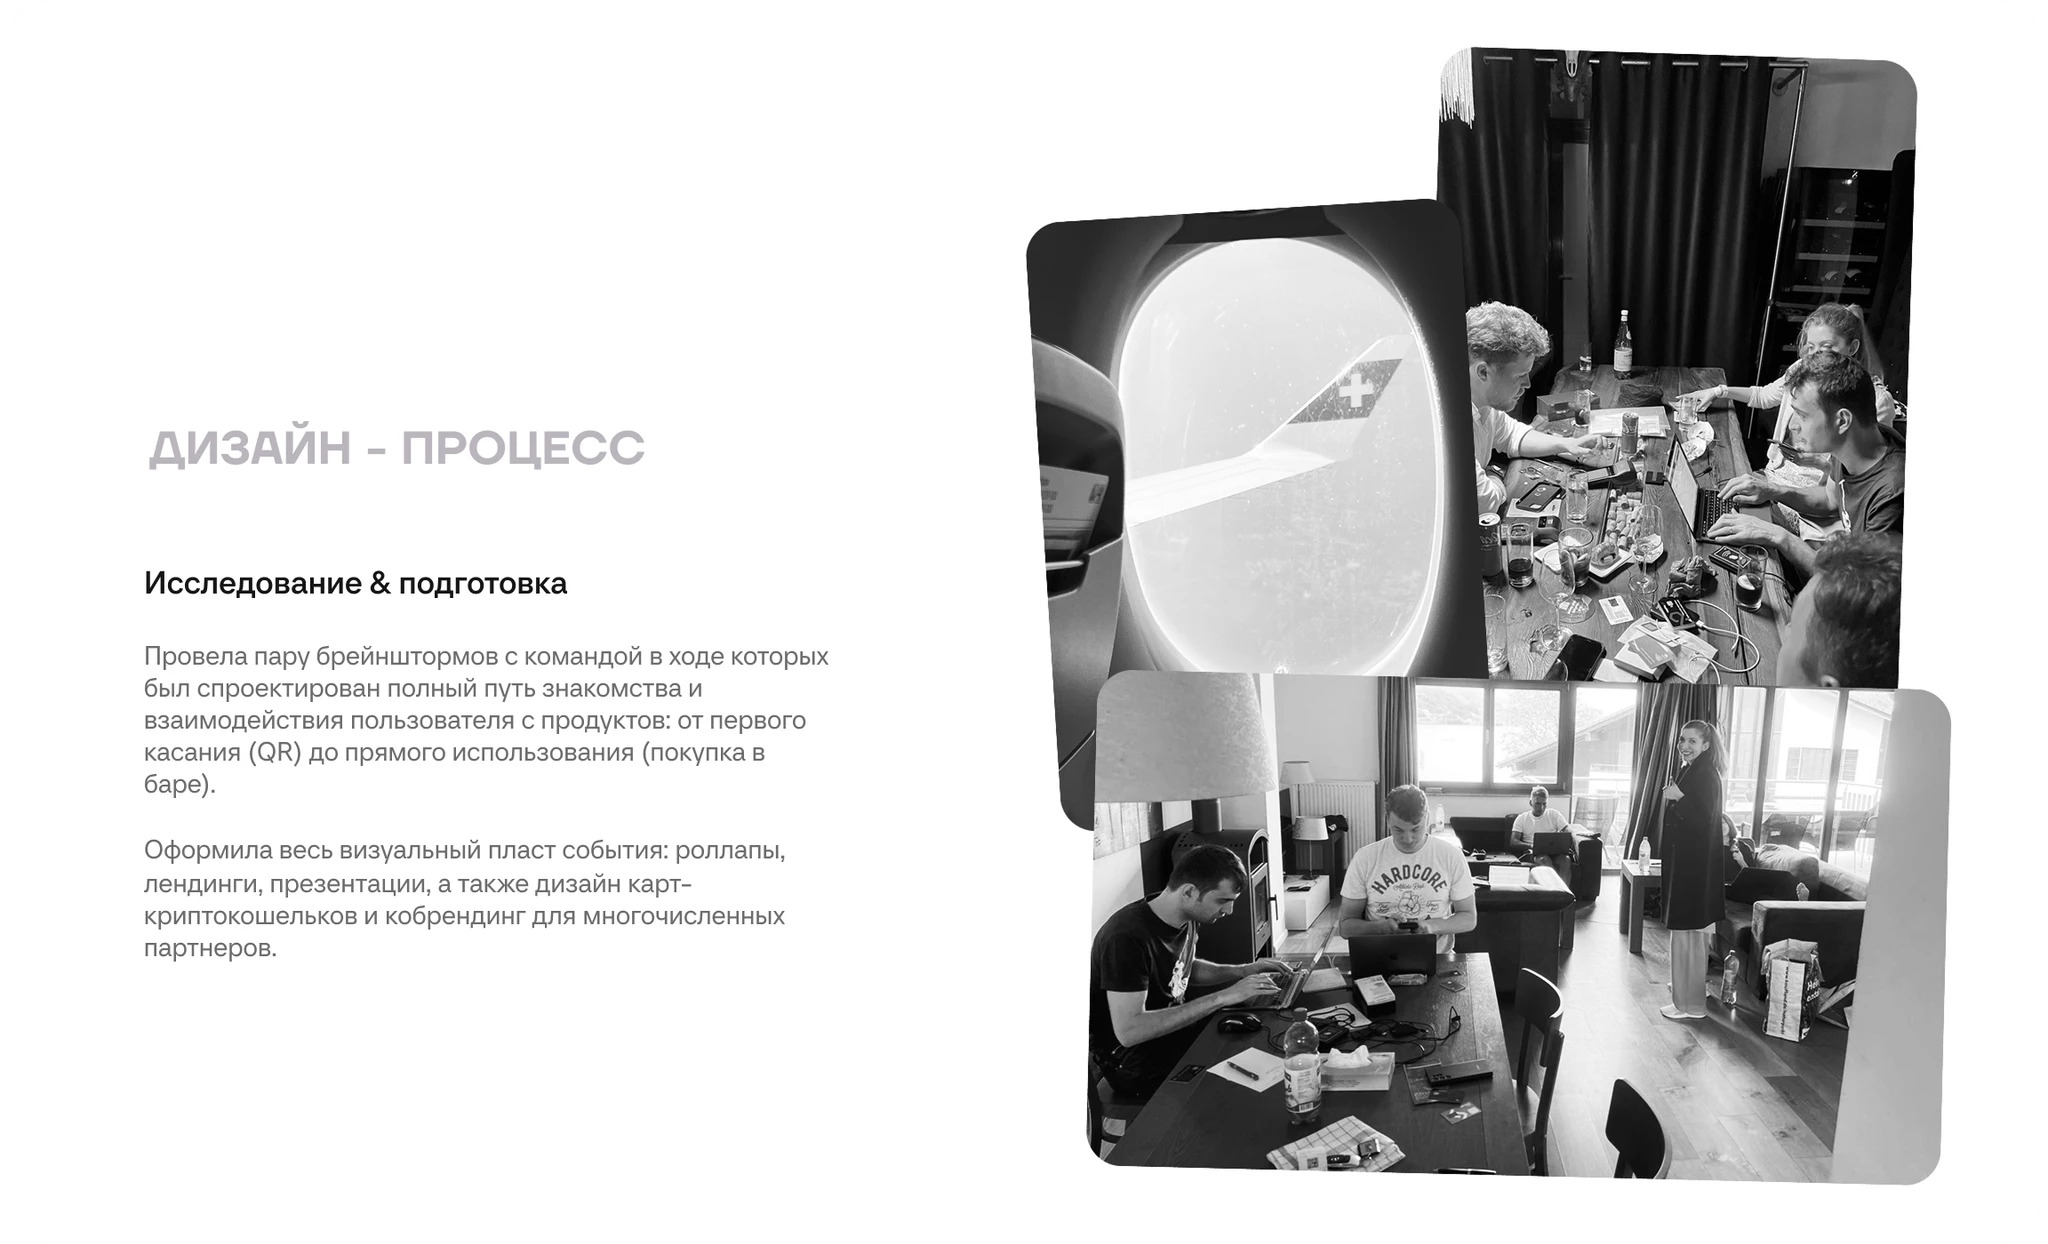 ДИЗАЙН - ПРОЦЕСС
Исследование & подготовка
Провела пару брейнштормов с командой в ходе которых
был спроектирован полный путь знакомства и
взаимодействия пользователя с продуктов: от первого
касания (QR) до прямого использования (покупка в
баре).
Оформила весь визуальный пласт события: роллапы,
лендинги, презентации, а также дизайн карт-
криптокошельков и кобрендинг для многочисленных
партнеров.
HARDCORE